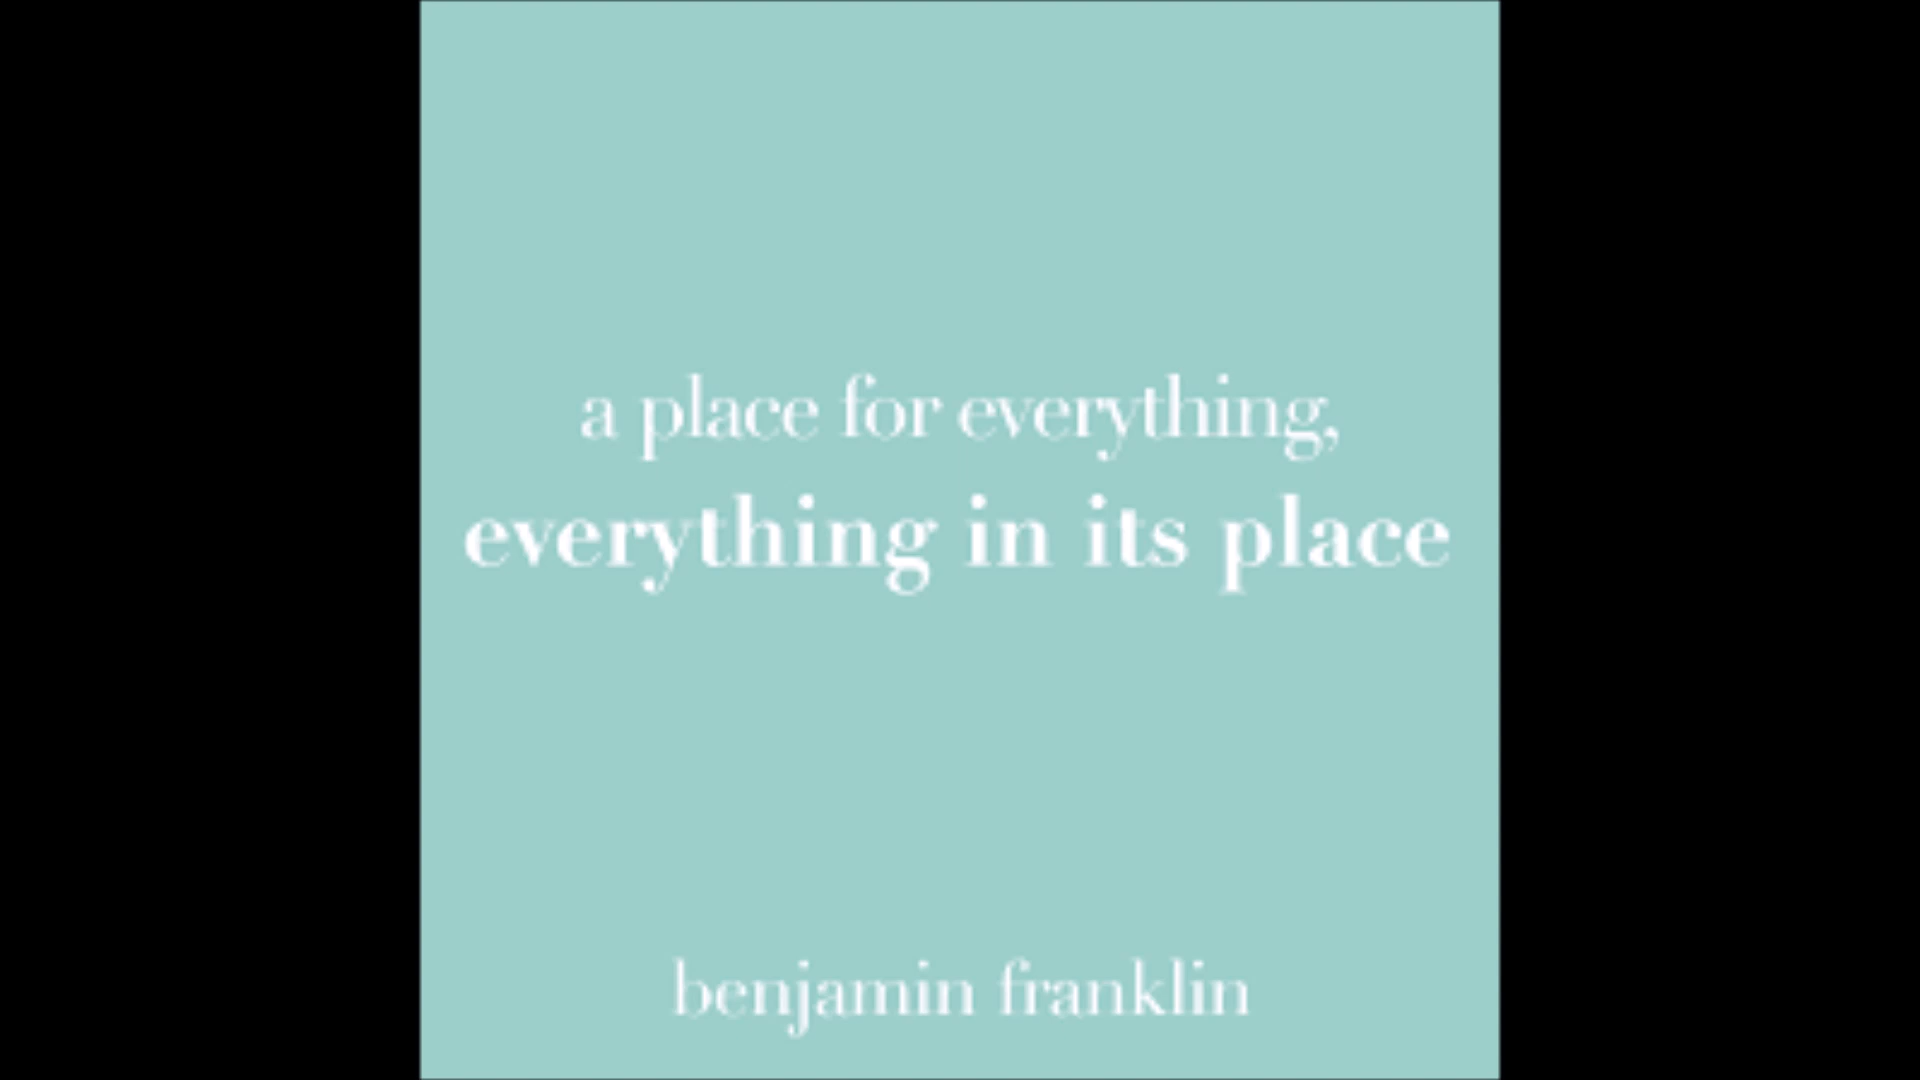 a place for everything,
everything in its place
benjamin franklin